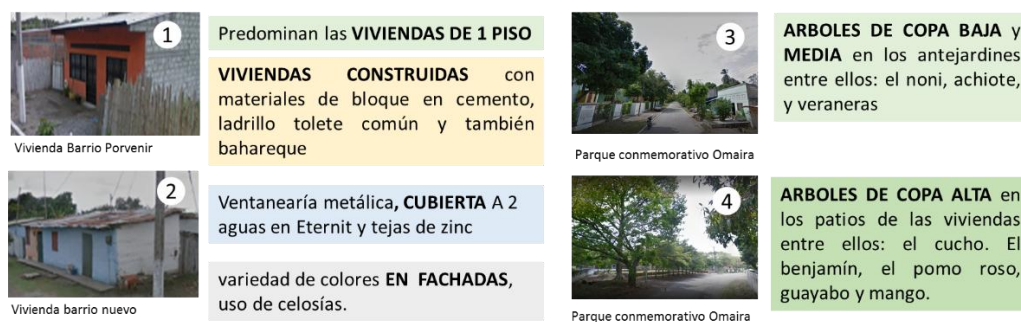 1
Vivienda Barrio Porvenir
Predominan las VIVIENDAS DE 1 PISO
VIVIENDAS CONSTRUIDAS con
materiales de bloque en cemento,
ladrillo tolete común y también
bahareque
2
Vivienda barrio nuevo
Ventanearía metálica, CUBIERTA A 2
aguas en Eternit y tejas de zinc
variedad de colores EN FACHADAS,
uso de celosías.
3
Parque conmemorativo Omaira
ARBOLES DE COPA BAJA y
MEDIA en los antejardines
entre ellos: el noni, achiote,
y veraneras
4
Parque conmemorativo Omaira
ARBOLES DE COPA ALTA en
los patios de las viviendas
entre ellos: el cucho. El
benjamín, el pomo roso,
guayabo y mango.